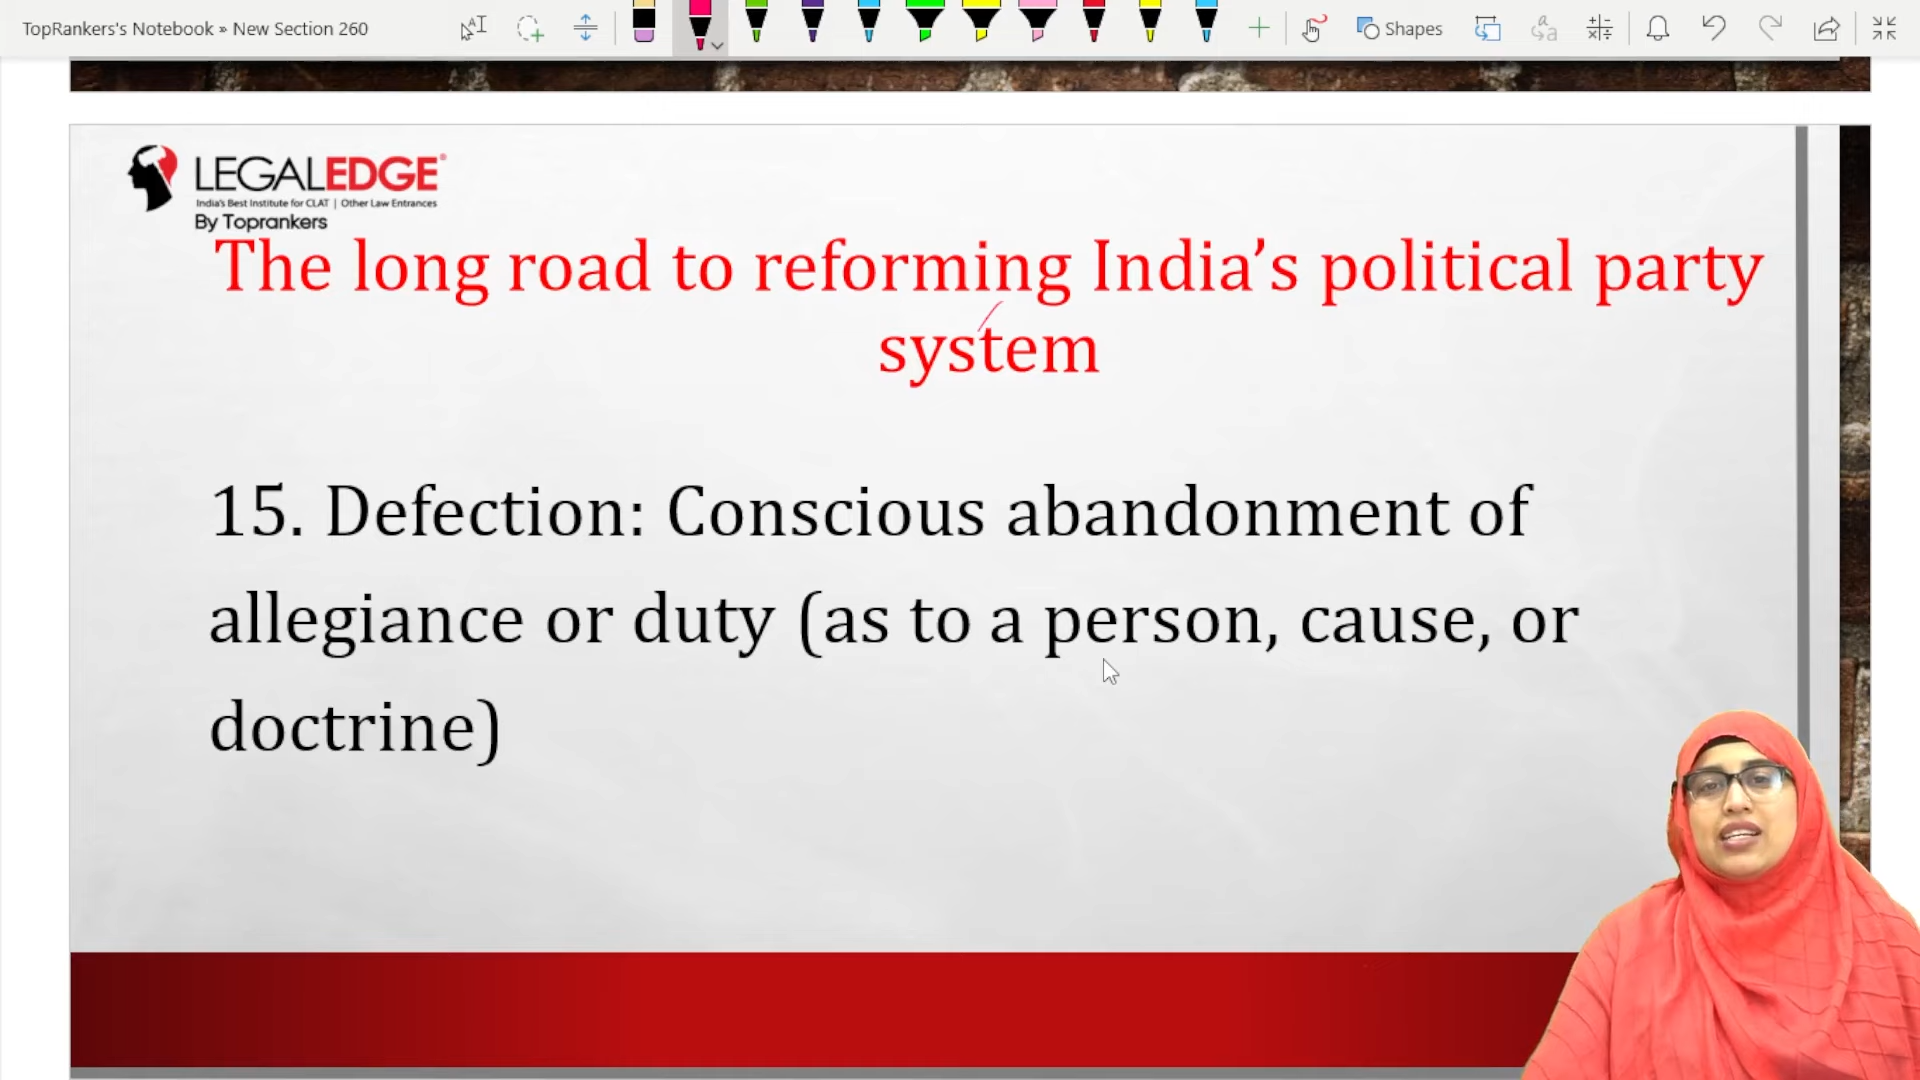 TopRankers's Notebook » New Section 260
Shapes
LEGALEDGE®
India's Best Institute for CLAT | Other Law Entrances
By Toprankers
The long road to reforming India’s political party
system
15. Defection: Conscious abandonment of
allegiance or duty (as to a person, cause, or
doctrine)